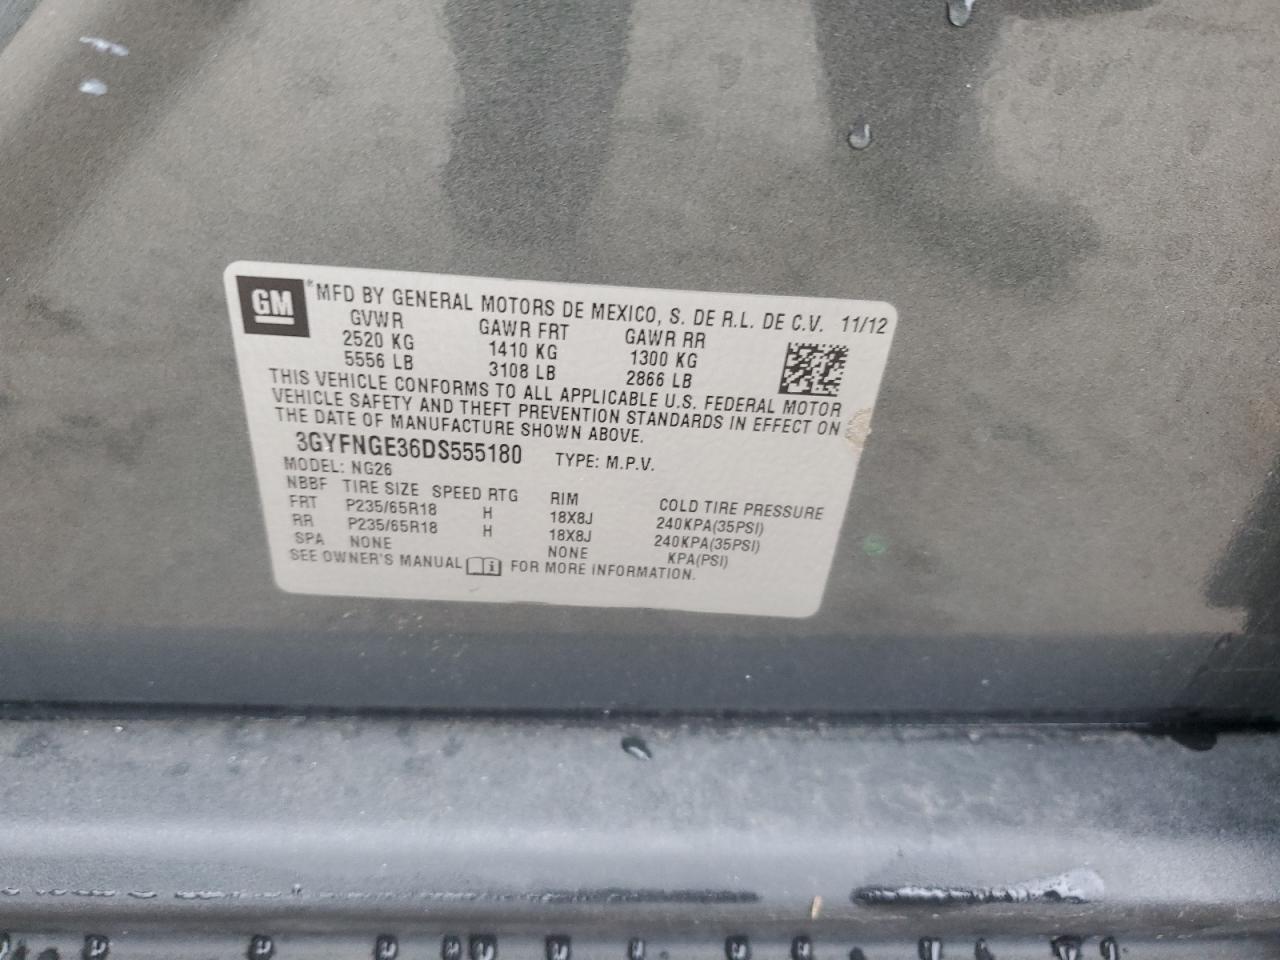 GM *MFD BY GENERAL MOTORS DE MEXICO, S. DE R.L. DE C.V. 11/12
GVWR GAWR FRT GAWR RR
2520 KG 1410 KG 1300 KG
5556 LB 3108 LB 2866 LB
THIS VEHICLE CONFORMS TO ALL APPLICABLE U.S. FEDERAL MOTOR
VEHICLE SAFETY AND THEFT PREVENTION STANDARDS IN EFFECT ON
THE DATE OF MANUFACTURE SHOWN ABOVE.
3GYFNGE36DS555180 TYPE: M.P.V.
MODEL: NG26
NBBF TIRE SIZE SPEED RTG RIM COLD TIRE PRESSURE
FRT P235/65R18 H 18X8J 240KPA(35PSI)
RR P235/65R18 H 18X8J 240KPA(35PSI)
SPA NONE NONE KPA(PSI)
SEE OWNER'S MANUAL FOR MORE INFORMATION.